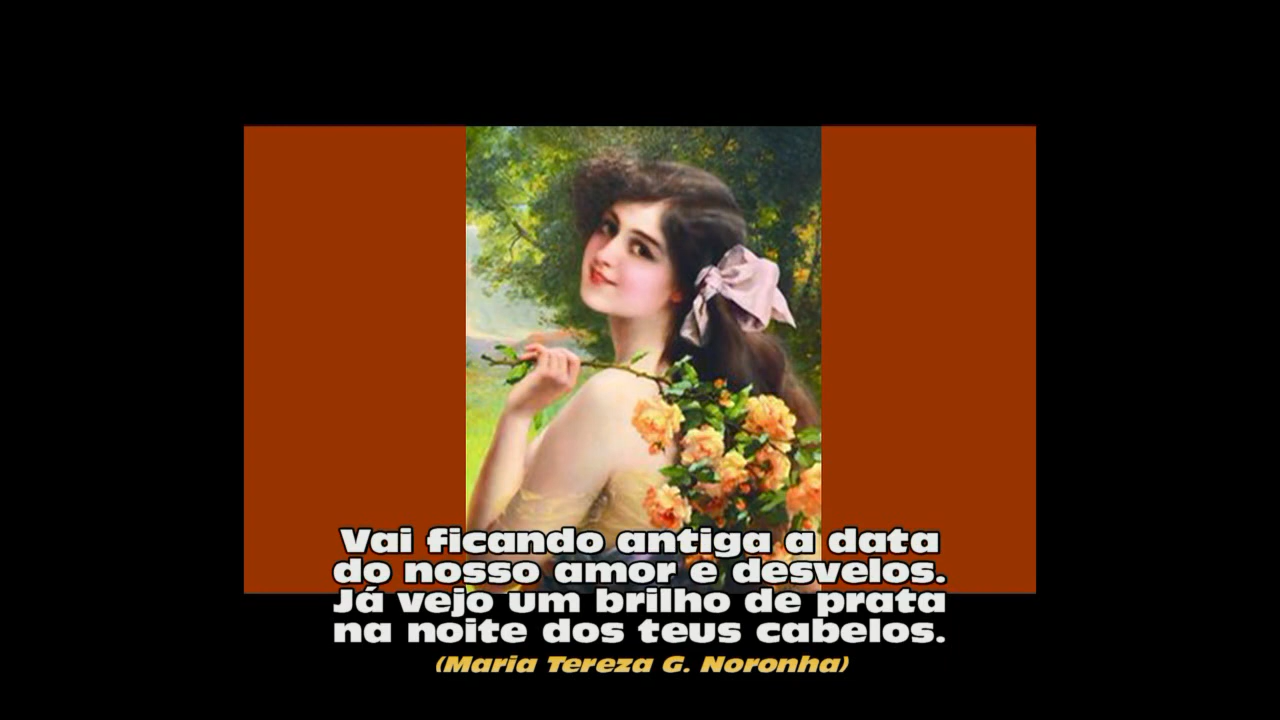 Vai ficando antiga a data
do nosso amor e desvelos.
Já vejo um brilho de prata
na noite dos teus cabelos.
(Maria Tereza G. Noronha)